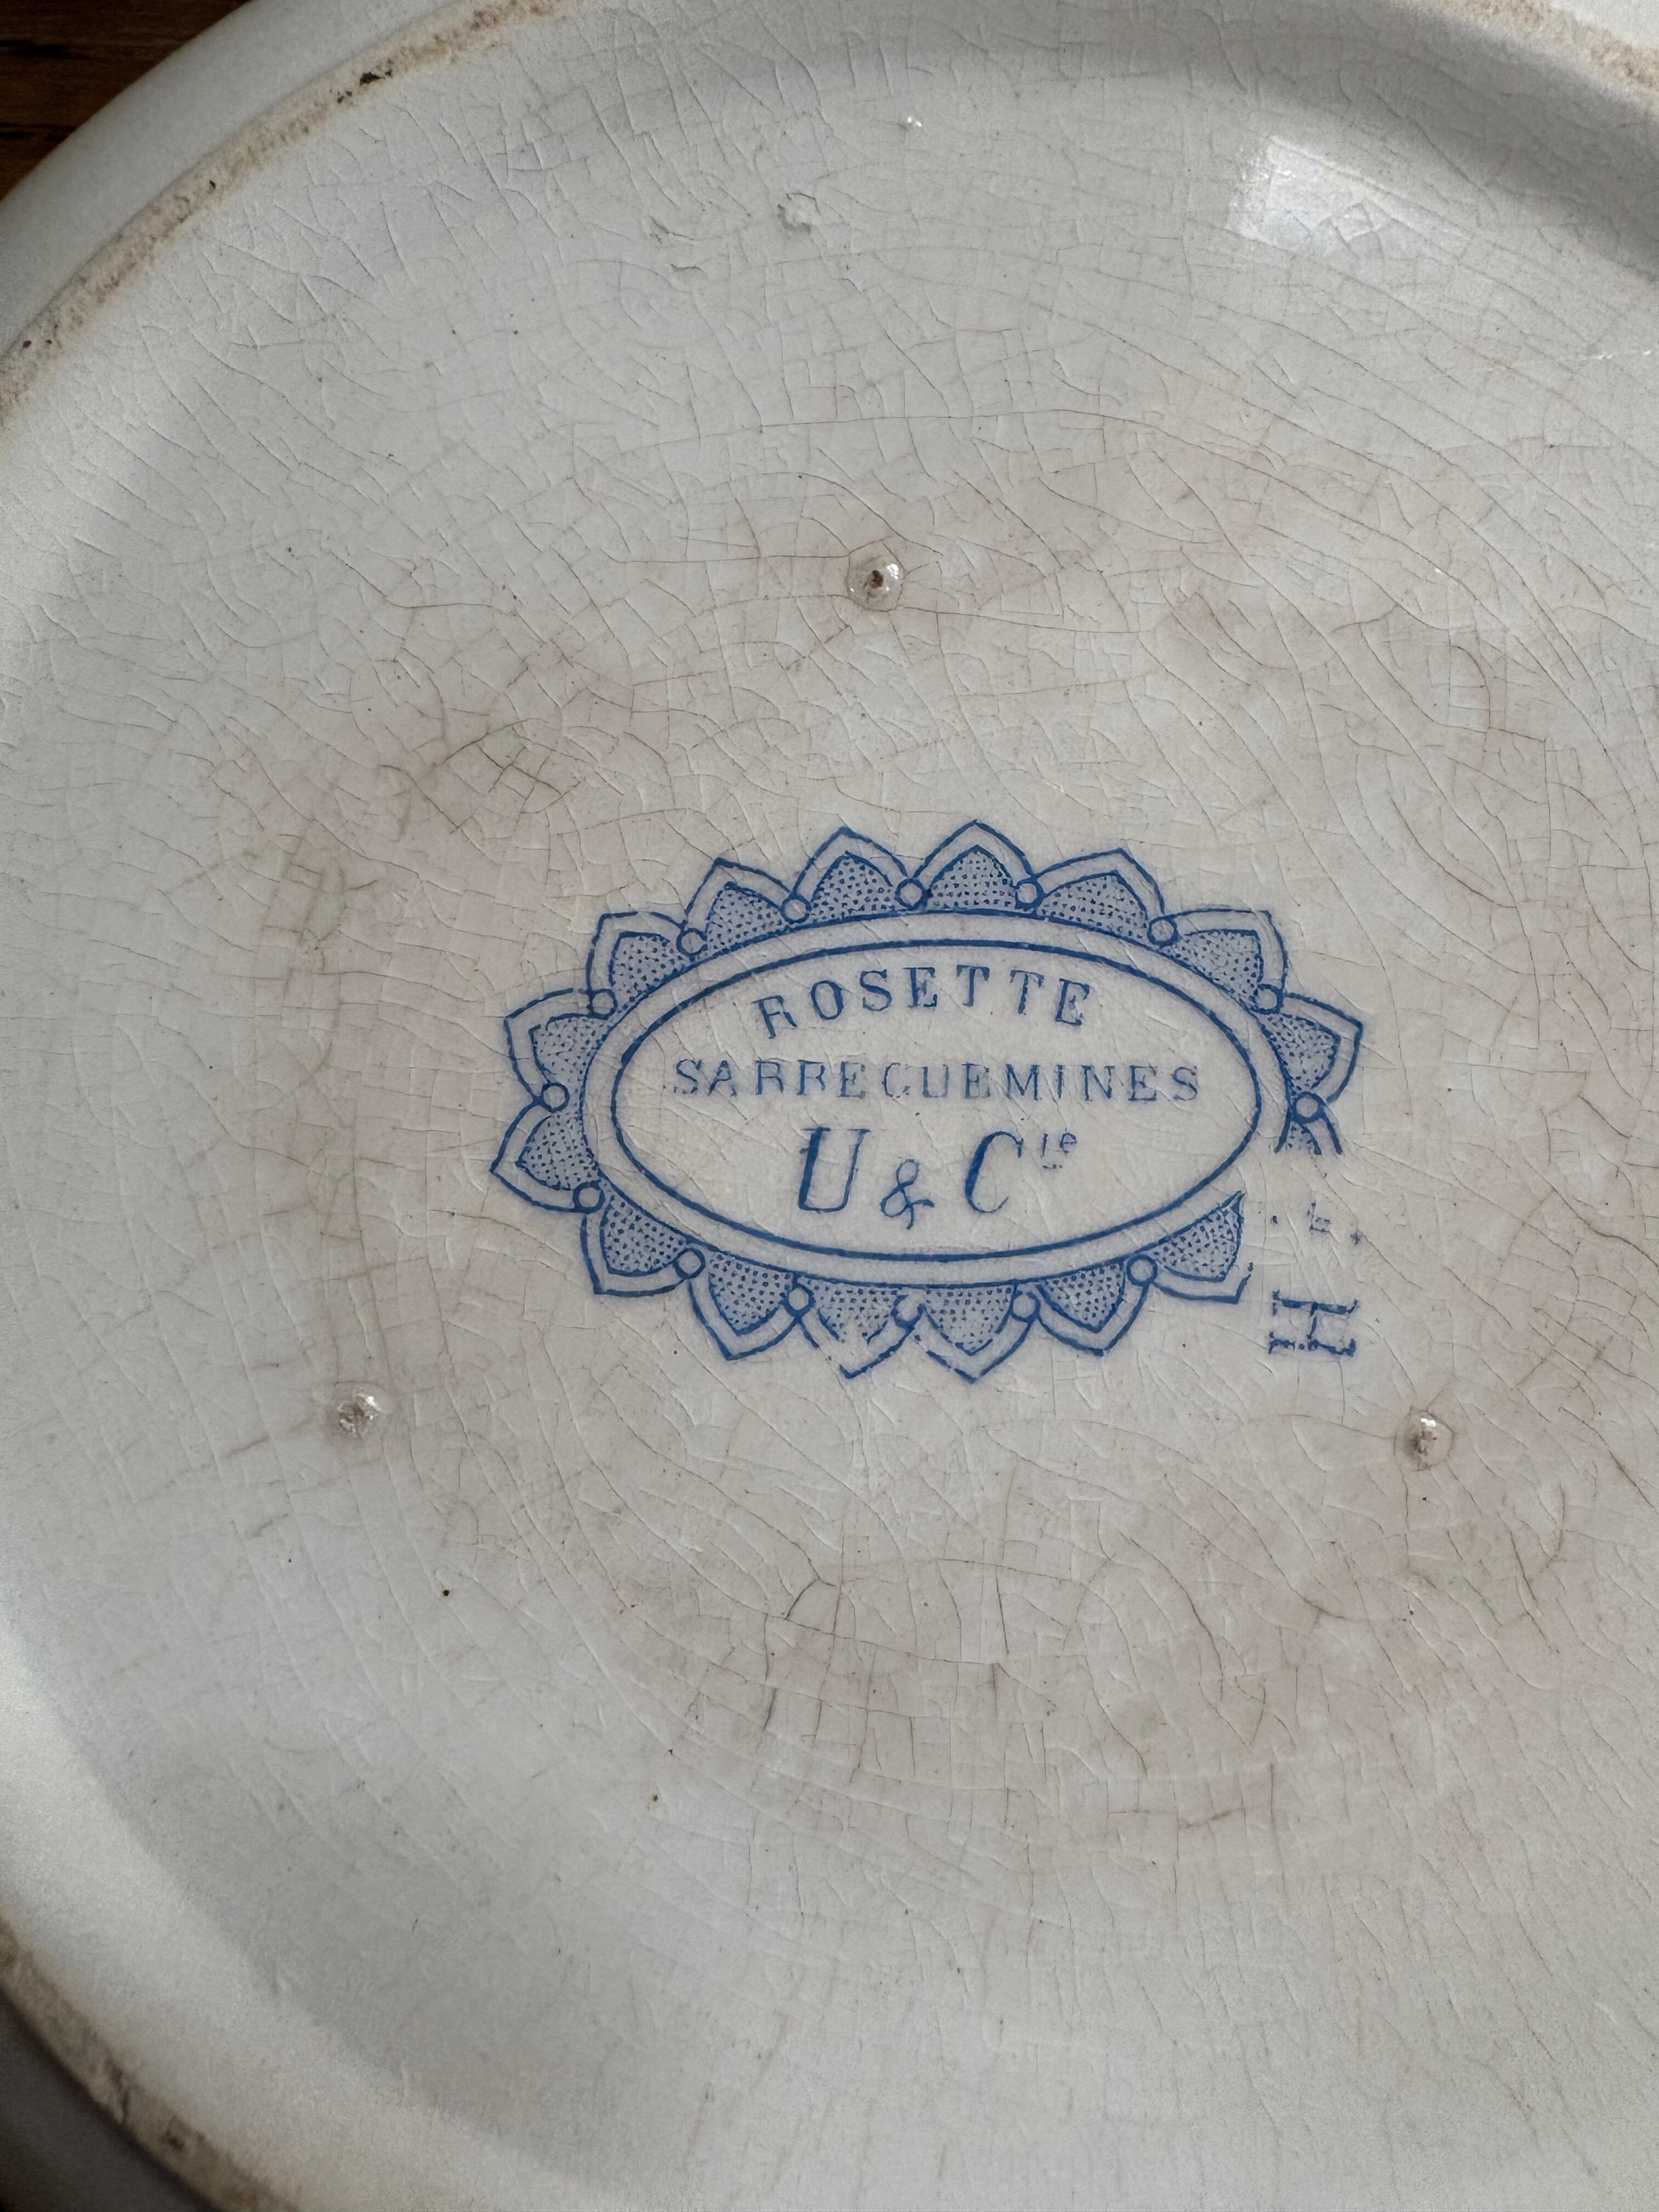 ROSETTE
SARREGUEMINES
U & Cie
H